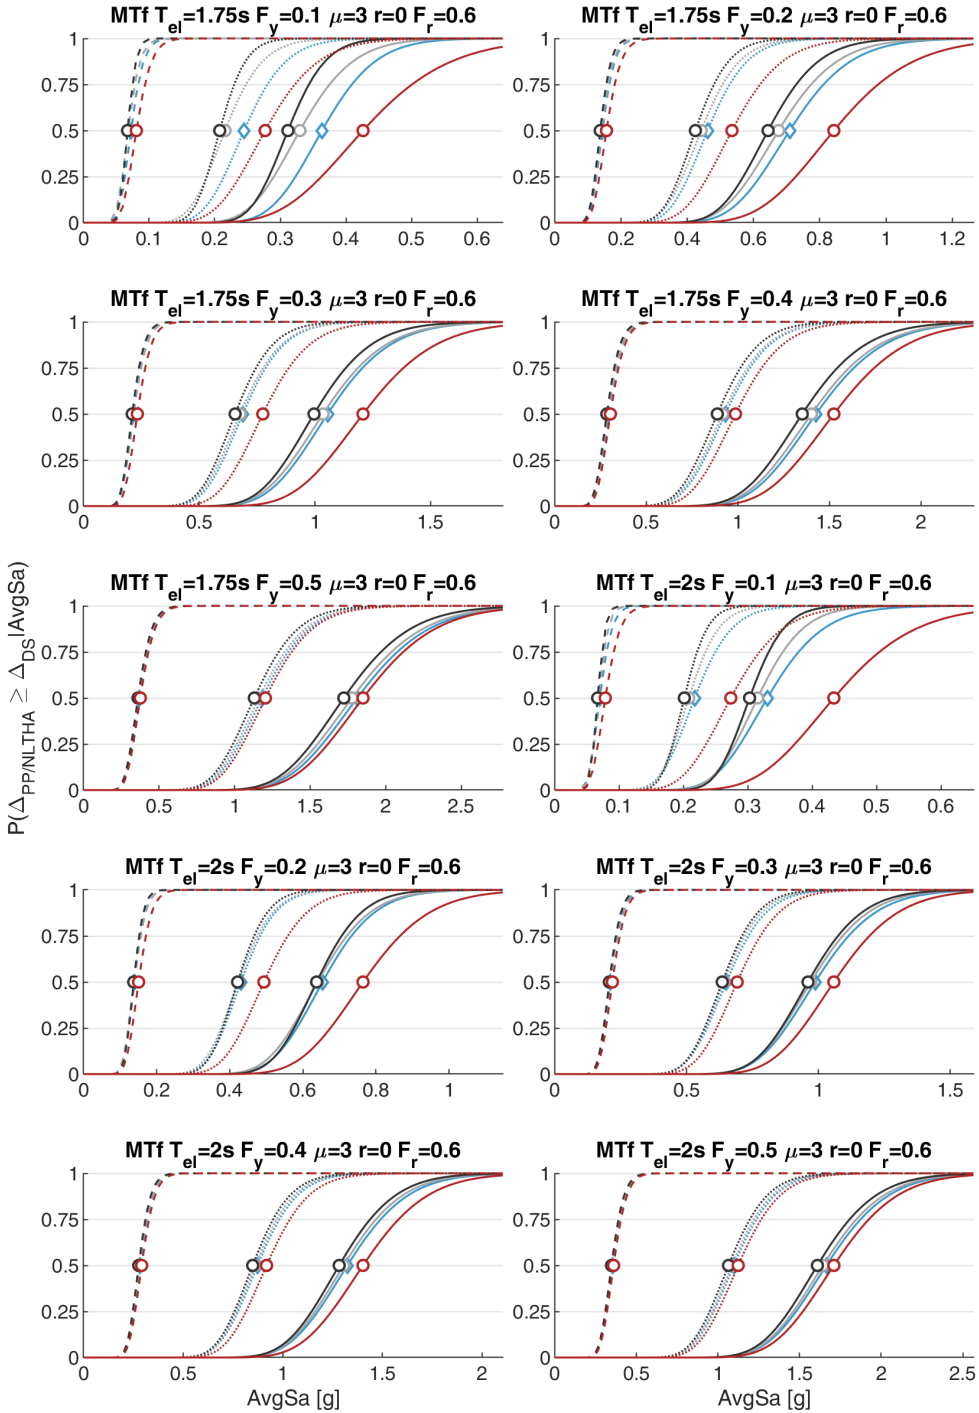 MTf T_el=1.75s F_y=0.1 μ=3 r=0 F_r=0.6
MTf T_el=1.75s F_y=0.2 μ=3 r=0 F_r=0.6
1
0.75
0.5
0.25
0
0 0.1 0.2 0.3 0.4 0.5 0.6
1
0.75
0.5
0.25
0
0 0.2 0.4 0.6 0.8 1 1.2
MTf T_el=1.75s F_y=0.3 μ=3 r=0 F_r=0.6
MTf T_el=1.75s F_y=0.4 μ=3 r=0 F_r=0.6
1
0.75
0.5
0.25
0
0 0.5 1 1.5
1
0.75
0.5
0.25
0
0 0.5 1 1.5 2
P(Δ_PP/NLTHA ≥ Δ_DS|AvgSa)
MTf T_el=1.75s F_y=0.5 μ=3 r=0 F_r=0.6
MTf T_el=2s F_y=0.1 μ=3 r=0 F_r=0.6
1
0.75
0.5
0.25
0
0 0.5 1 1.5 2 2.5
1
0.75
0.5
0.25
0
0 0.1 0.2 0.3 0.4 0.5 0.6
MTf T_el=2s F_y=0.2 μ=3 r=0 F_r=0.6
MTf T_el=2s F_y=0.3 μ=3 r=0 F_r=0.6
1
0.75
0.5
0.25
0
0 0.2 0.4 0.6 0.8 1
1
0.75
0.5
0.25
0
0 0.5 1 1.5
MTf T_el=2s F_y=0.4 μ=3 r=0 F_r=0.6
MTf T_el=2s F_y=0.5 μ=3 r=0 F_r=0.6
1
0.75
0.5
0.25
0
0 0.5 1 1.5 2
AvgSa [g]
1
0.75
0.5
0.25
0
0 0.5 1 1.5 2 2.5
AvgSa [g]